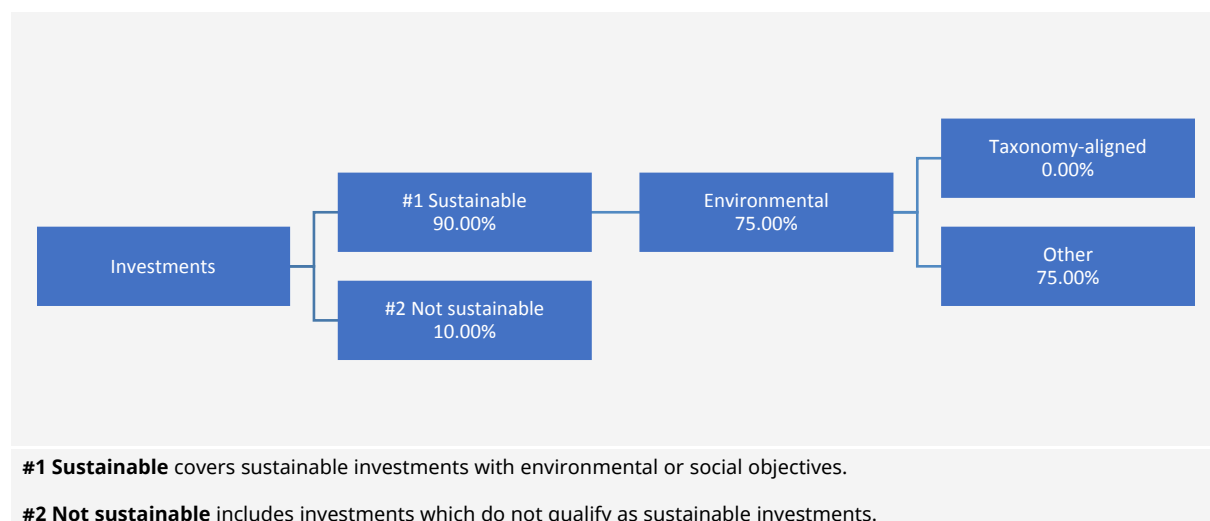 Investments
#1 Sustainable
90.00%
#2 Not sustainable
10.00%
Environmental
75.00%
Taxonomy-aligned
0.00%
Other
75.00%
#1 Sustainable covers sustainable investments with environmental or social objectives.
#2 Not sustainable includes investments which do not qualify as sustainable investments.